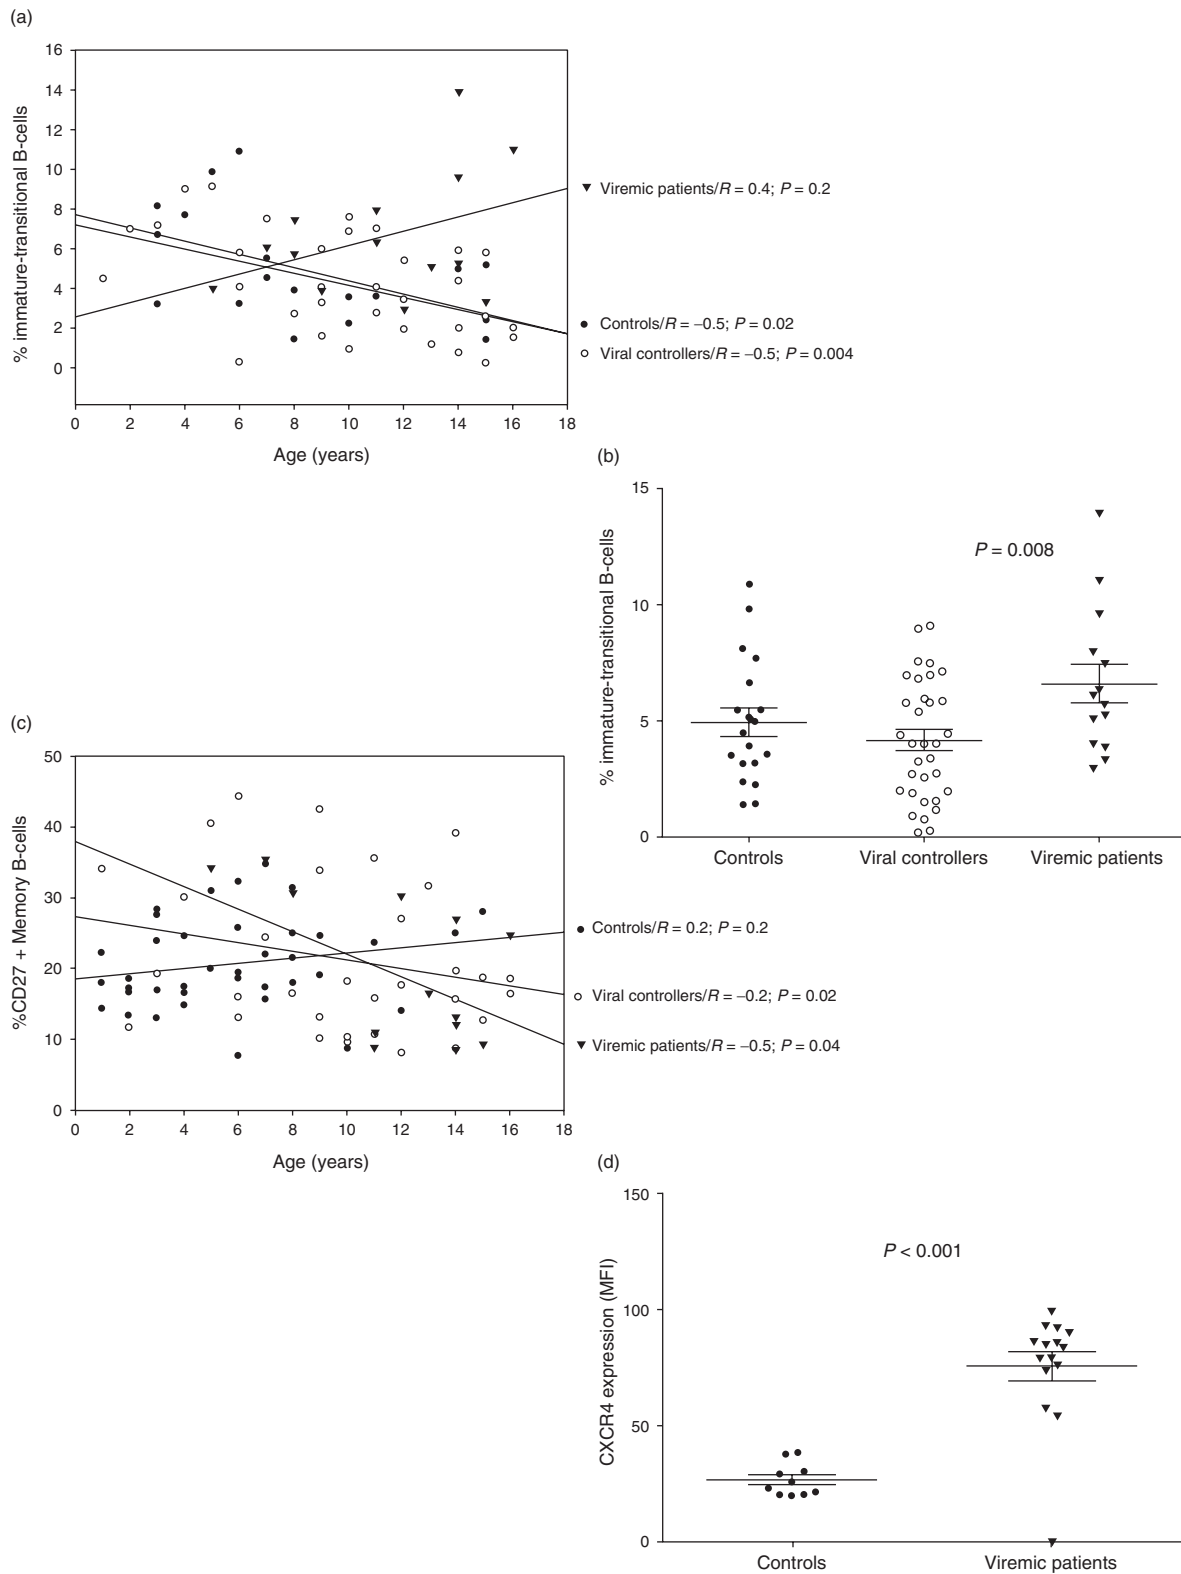 (a)
16
14
12
10
8
6
4
2
0
% immature-transitional B-cells
0 2 4 6 8 10 12 14 16 18
Age (years)
Viremic patients/R = 0.4; P = 0.2
Controls/R = −0.5; P = 0.02
Viral controllers/R = −0.5; P = 0.004
(b)
15
10
5
0
% immature-transitional B-cells
P = 0.008
Controls Viral controllers Viremic patients
(c)
50
40
30
20
10
0
%CD27 + Memory B-cells
0 2 4 6 8 10 12 14 16 18
Age (years)
Controls/R = 0.2; P = 0.2
Viral controllers/R = −0.2; P = 0.02
Viremic patients/R = −0.5; P = 0.04
(d)
150
100
50
0
CXCR4 expression (MFI)
P < 0.001
Controls Viremic patients